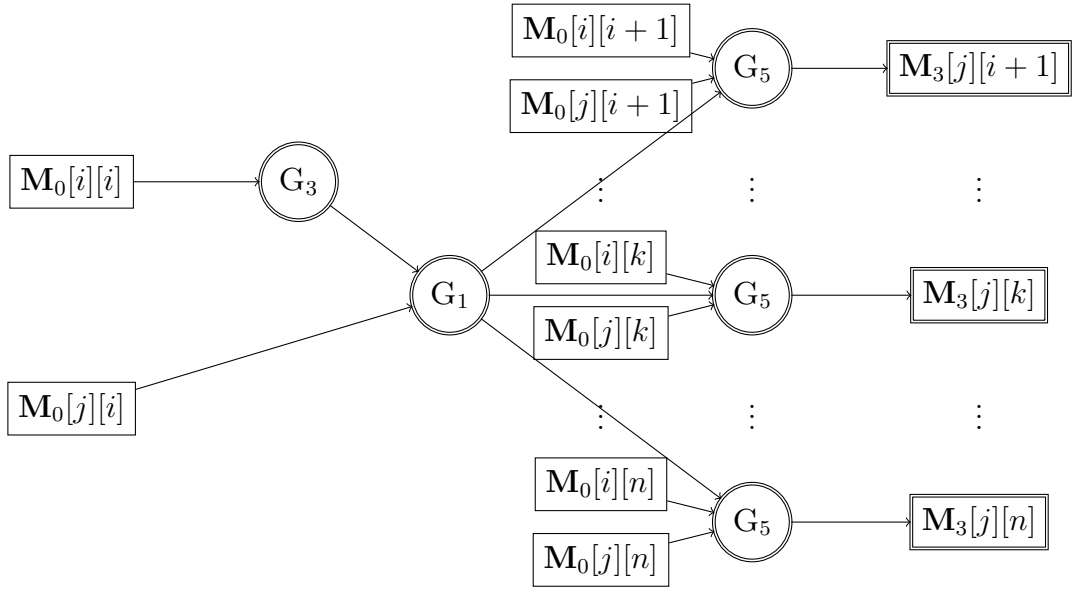 M₀[i][i+1]
G₅
M₃[j][i+1]
M₀[j][i+1]
M₀[i][i]
G₃
⋮ ⋮ ⋮
M₀[i][k]
G₁
G₅
M₃[j][k]
M₀[j][k]
M₀[j][i]
⋮ ⋮ ⋮
M₀[i][n]
G₅
M₃[j][n]
M₀[j][n]